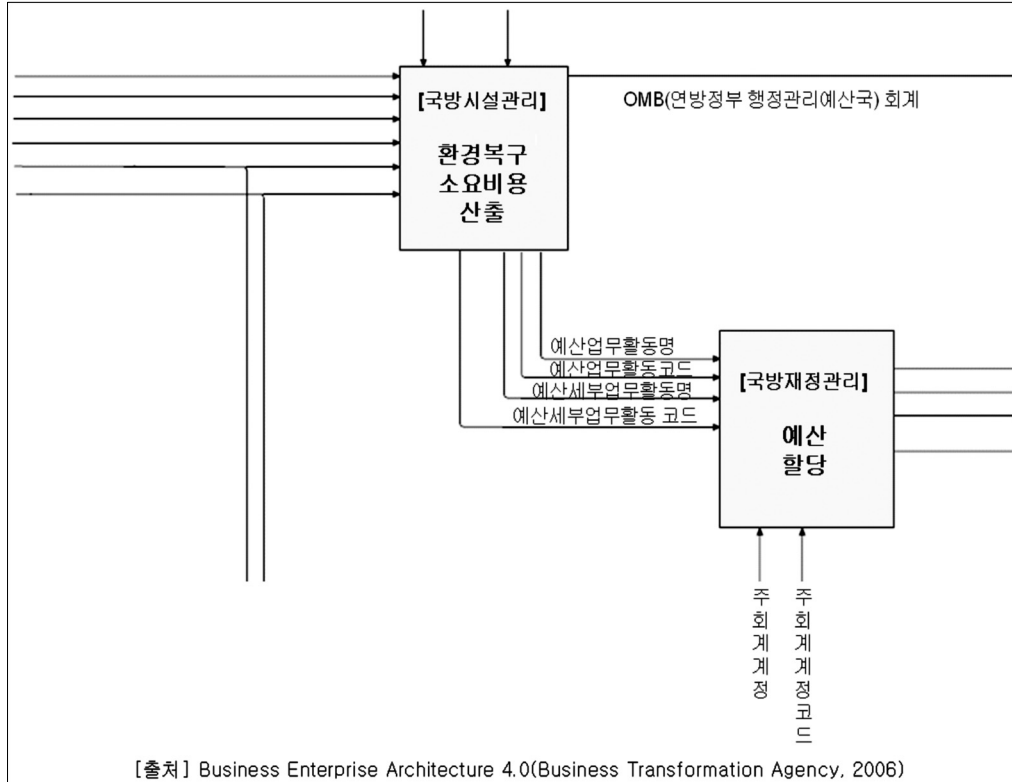 [국방시설관리]
OMB(연방정부 행정관리예산국) 회계
환경복구
소요비용
산출
예산업무활동명
예산업무활동코드
예산세부업무활동명
예산세부업무활동 코드
[국방재정관리]
예산
할당
주회계계정
주회계계정코드
[출처] Business Enterprise Architecture 4.0(Business Transformation Agency, 2006)